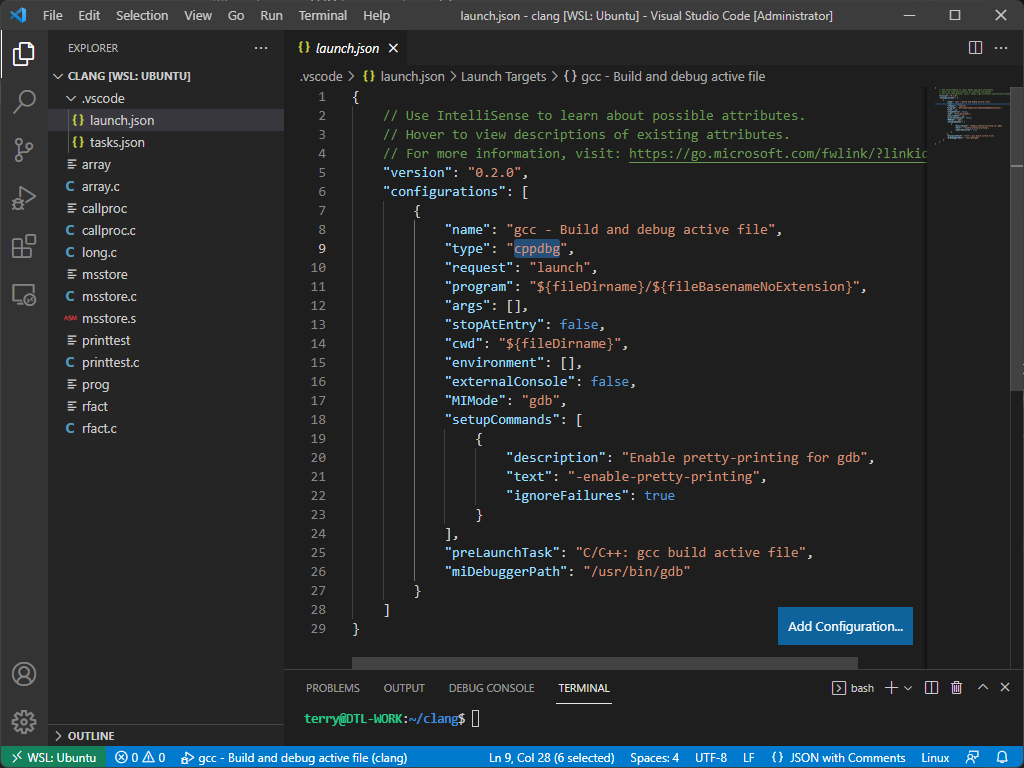 File Edit Selection View Go Run Terminal Help launch.json - clang [WSL: Ubuntu] - Visual Studio Code [Administrator]
EXPLORER
CLANG [WSL: UBUNTU]
.vscode
{} launch.json
{} tasks.json
array
C array.c
callproc
C callproc.c
C long.c
msstore
C msstore.c
ASM msstore.s
printtest
C printtest.c
prog
rfact
C rfact.c
OUTLINE
{} launch.json
.vscode > {} launch.json > Launch Targets > {} gcc - Build and debug active file
1 {
2 // Use IntelliSense to learn about possible attributes.
3 // Hover to view descriptions of existing attributes.
4 // For more information, visit: https://go.microsoft.com/fwlink/?linkid
5 "version": "0.2.0",
6 "configurations": [
7 {
8 "name": "gcc - Build and debug active file",
9 "type": "cppdbg",
10 "request": "launch",
11 "program": "${fileDirname}/${fileBasenameNoExtension}",
12 "args": [],
13 "stopAtEntry": false,
14 "cwd": "${fileDirname}",
15 "environment": [],
16 "externalConsole": false,
17 "MIMode": "gdb",
18 "setupCommands": [
19 {
20 "description": "Enable pretty-printing for gdb",
21 "text": "-enable-pretty-printing",
22 "ignoreFailures": true
23 }
24 ],
25 "preLaunchTask": "C/C++: gcc build active file",
26 "miDebuggerPath": "/usr/bin/gdb"
27 }
28 ]
29 }
Add Configuration...
PROBLEMS OUTPUT DEBUG CONSOLE TERMINAL bash
terry@DTL-WORK:~/clang$
WSL: Ubuntu 0 0 gcc - Build and debug active file (clang) Ln 9, Col 28 (6 selected) Spaces: 4 UTF-8 LF {} JSON with Comments Linux